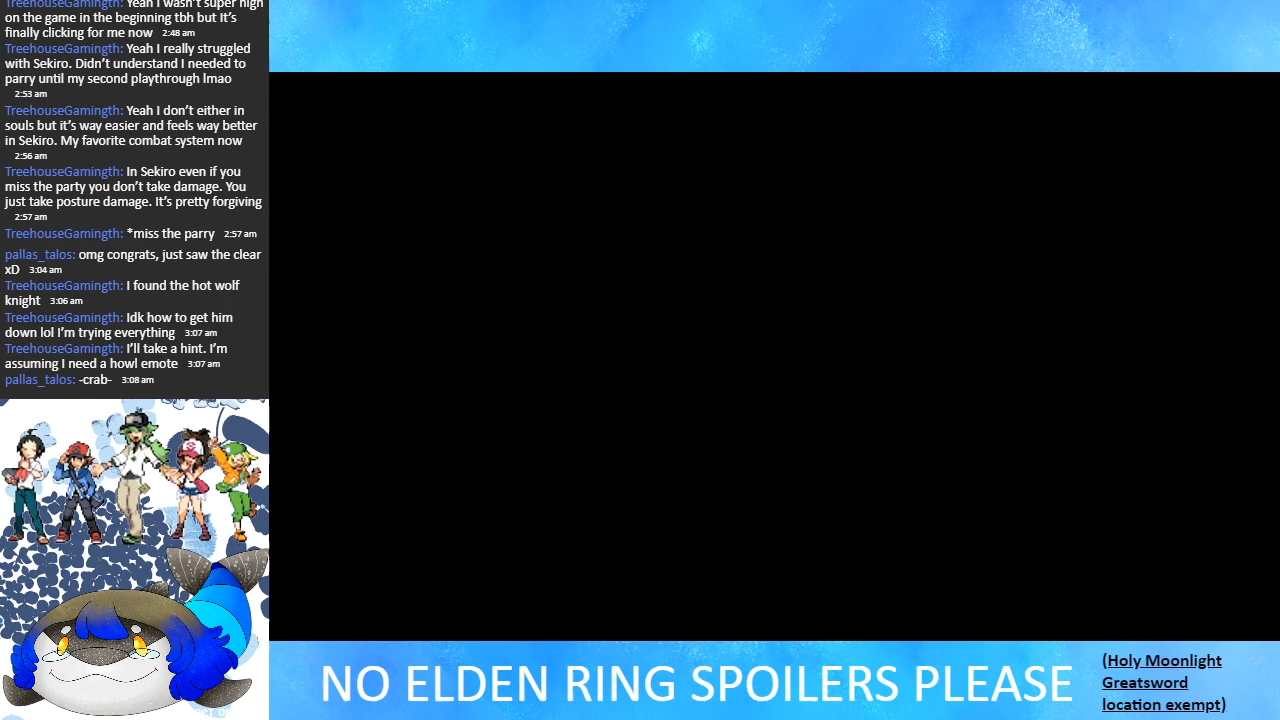 TreehouseGamingth: Yeah I wasn't super high
on the game in the beginning tbh but it's
finally clicking for me now 2:48 am
TreehouseGamingth: Yeah I really struggled
with Sekiro. Didn't understand I needed to
parry until my second playthrough lmao
2:53 am
TreehouseGamingth: Yeah I don't either in
souls but it's way easier and feels way better
in Sekiro. My favorite combat system now
2:56 am
TreehouseGamingth: In Sekiro even if you
miss the party you don't take damage. You
just take posture damage. It's pretty forgiving
2:57 am
TreehouseGamingth: *miss the parry 2:57 am
pallas_talos: omg congrats, just saw the clear
xD 3:04 am
TreehouseGamingth: I found the hot wolf
knight 3:06 am
TreehouseGamingth: Idk how to get him
down lol I'm trying everything 3:07 am
TreehouseGamingth: I'll take a hint. I'm
assuming I need a howl emote 3:07 am
pallas_talos: -crab- 3:08 am
NO ELDEN RING SPOILERS PLEASE
(Holy Moonlight
Greatsword
location exempt)